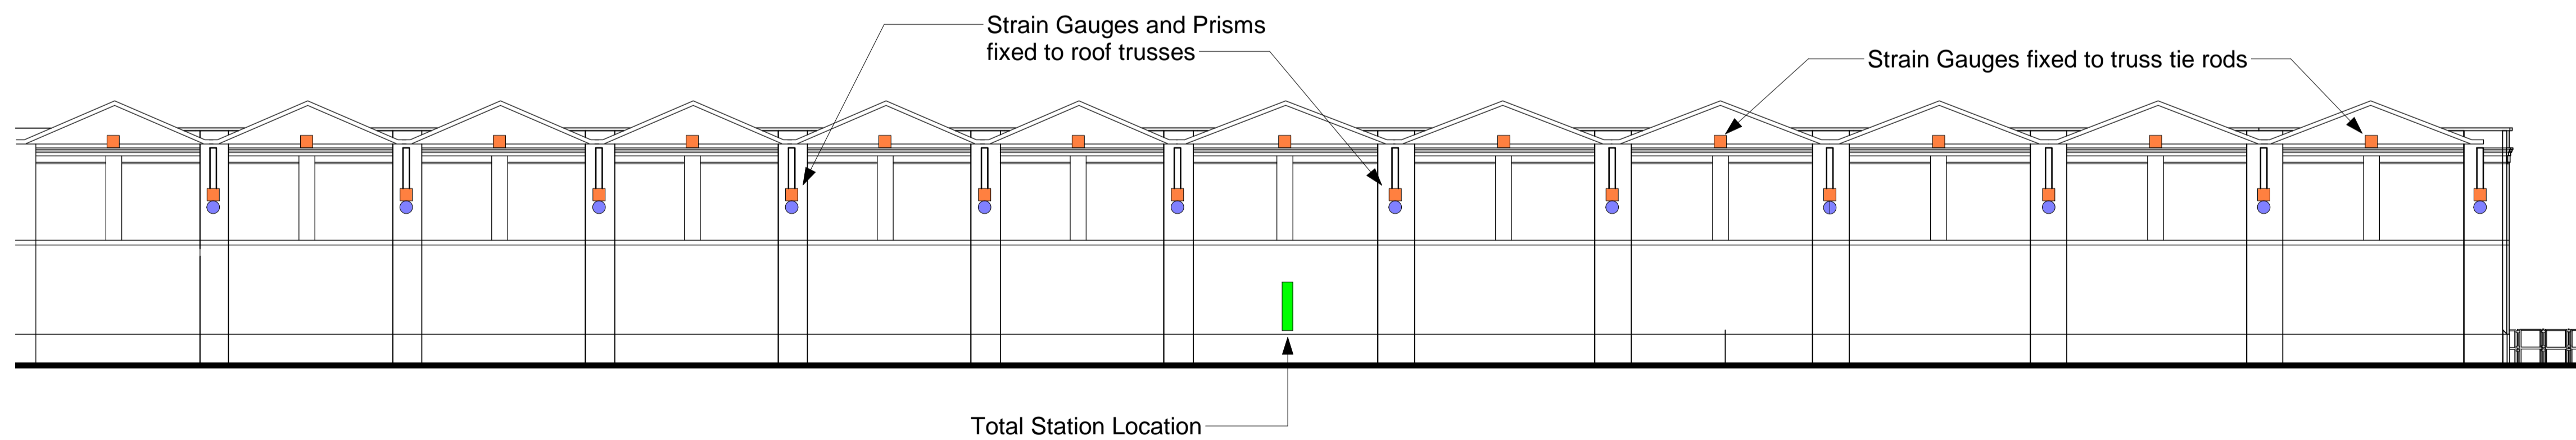 Strain Gauges and Prisms
fixed to roof trusses
Strain Gauges fixed to truss tie rods
Total Station Location